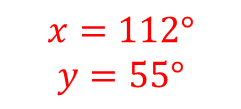 x = 112°
y = 55°